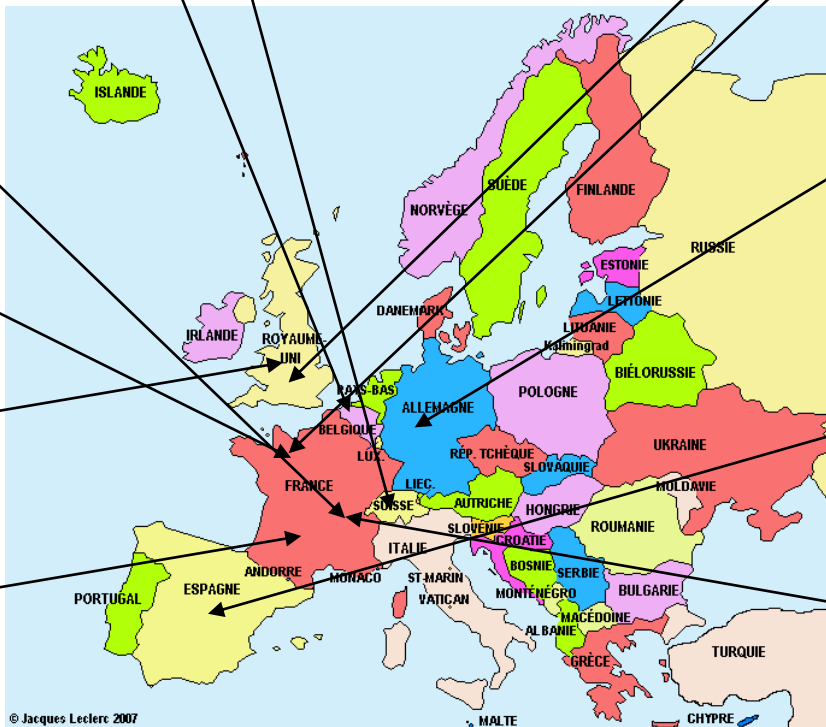 ISLANDE
SUÈDE
FINLANDE
NORVÈGE
RUSSIE
ESTONIE
LETTONIE
DANEMARK
LITUANIE
IRLANDE
ROYAUME-
UNI
Kaliningrad
BIÉLORUSSIE
PAYS-BAS
POLOGNE
ALLEMAGNE
BELGIQUE
UKRAINE
LUX.
RÉP. TCHÈQUE
SLOVAQUIE
FRANCE
LIEC.
MOLDAVIE
SUISSE
AUTRICHE
HONGRIE
ROUMANIE
SLOVÉNIE
CROATIE
ITALIE
BOSNIE
SERBIE
ANDORRE
MONACO
ST-MARIN
ESPAGNE
BULGARIE
PORTUGAL
VATICAN
MONTÉNÉGRO
MACÉDOINE
ALBANIE
TURQUIE
GRÈCE
© Jacques Leclerc 2007
MALTE
CHYPRE